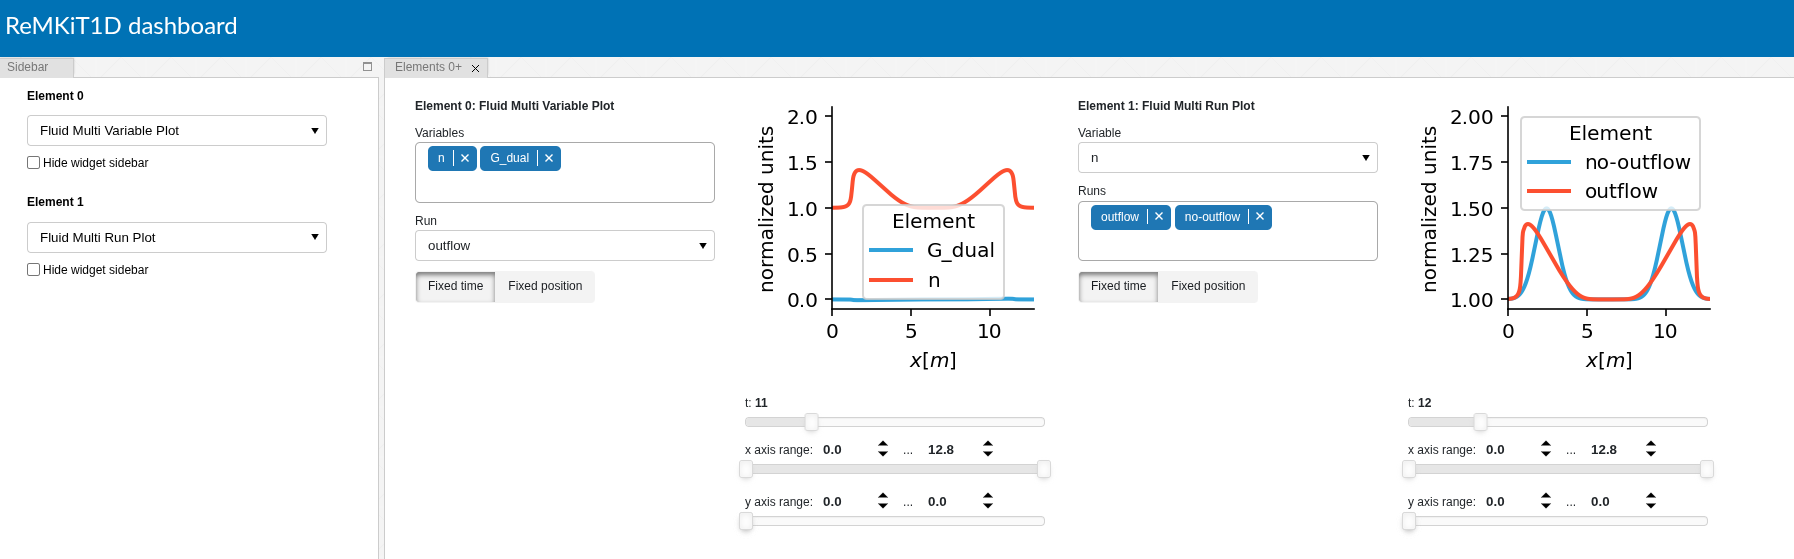 ReMKiT1D dashboard
Sidebar
Element 0
Fluid Multi Variable Plot
Hide widget sidebar
Element 1
Fluid Multi Run Plot
Hide widget sidebar
Elements 0+
Element 0: Fluid Multi Variable Plot
Variables
n
G_dual
Run
outflow
Fixed time Fixed position
normalized units
2.0
1.5
1.0
0.5
0.0
Element
G_dual
n
0 5 10
x[m]
t: 11
x axis range: 0.0 ... 12.8
y axis range: 0.0 ... 0.0
Element 1: Fluid Multi Run Plot
Variable
n
Runs
outflow
no-outflow
Fixed time Fixed position
normalized units
2.00
1.75
1.50
1.25
1.00
Element
no-outflow
outflow
0 5 10
x[m]
t: 12
x axis range: 0.0 ... 12.8
y axis range: 0.0 ... 0.0